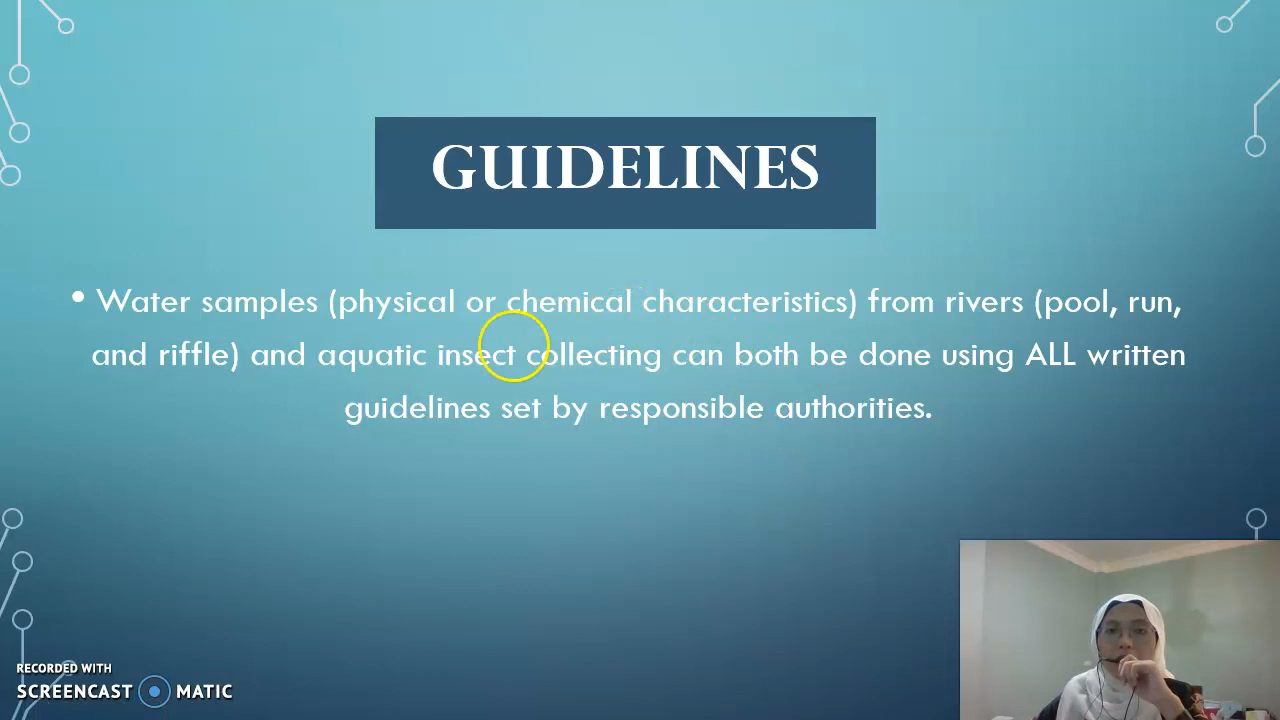 GUIDELINES
• Water samples (physical or chemical characteristics) from rivers (pool, run,
and riffle) and aquatic insect collecting can both be done using ALL written
guidelines set by responsible authorities.
RECORDED WITH
SCREENCAST MATIC